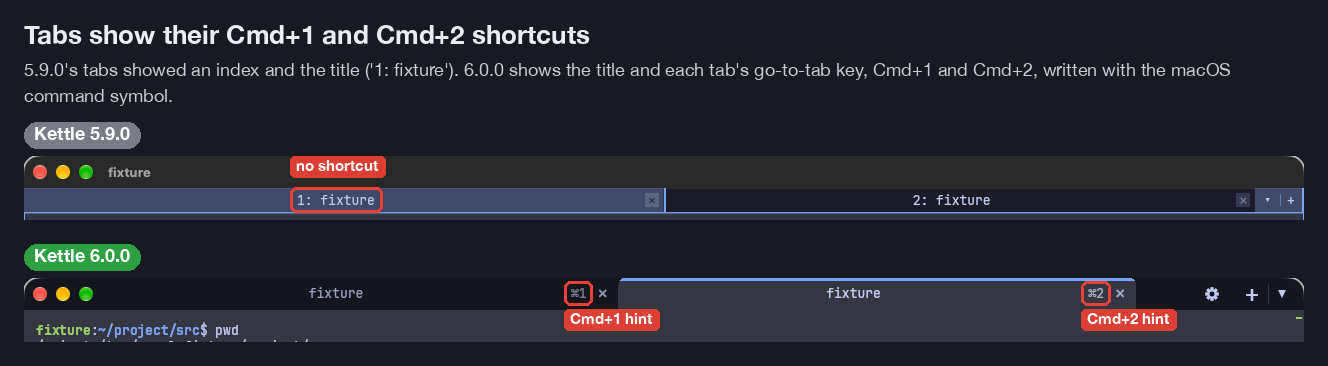 Tabs show their Cmd+1 and Cmd+2 shortcuts
5.9.0's tabs showed an index and the title ('1: fixture'). 6.0.0 shows the title and each tab's go-to-tab key, Cmd+1 and Cmd+2, written with the macOS
command symbol.
Kettle 5.9.0
no shortcut
fixture
1: fixture
2: fixture
Kettle 6.0.0
fixture ⌘1 × fixture ⌘2 ×
Cmd+1 hint Cmd+2 hint
fixture:~/project/src$ pwd